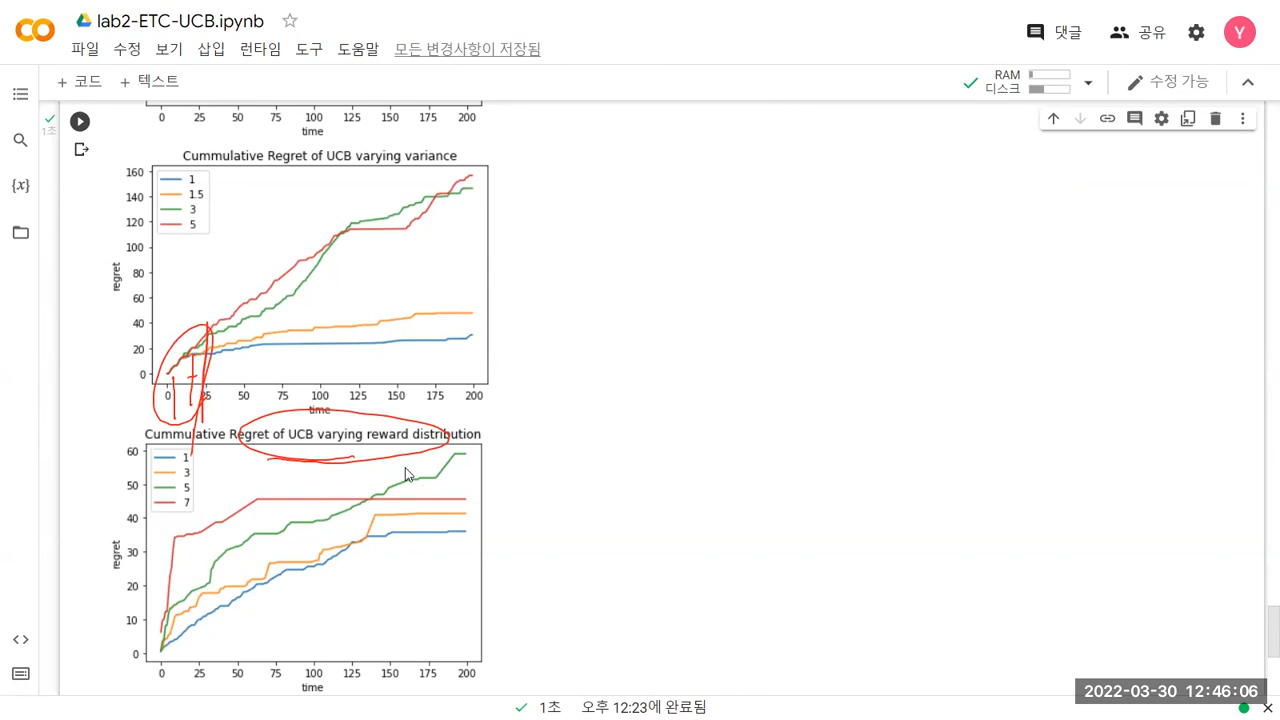 lab2-ETC-UCB.ipynb
댓글
공유
Y
파일 수정 보기 삽입 런타임 도구 도움말 모든 변경사항이 저장됨
+ 코드 + 텍스트
RAM
디스크
수정 가능
1초
0 25 50 75 100 125 150 175 200
time
Cummulative Regret of UCB varying variance
160
140
120
100
80
60
40
20
0
regret
1
1.5
3
5
0 25 50 75 100 125 150 175 200
time
Cummulative Regret of UCB varying reward distribution
60
50
40
30
20
10
0
regret
1
3
5
7
0 25 50 75 100 125 150 175 200
time
{x}
<>
2022-03-30 12:46:06
1초 오후 12:23에 완료됨